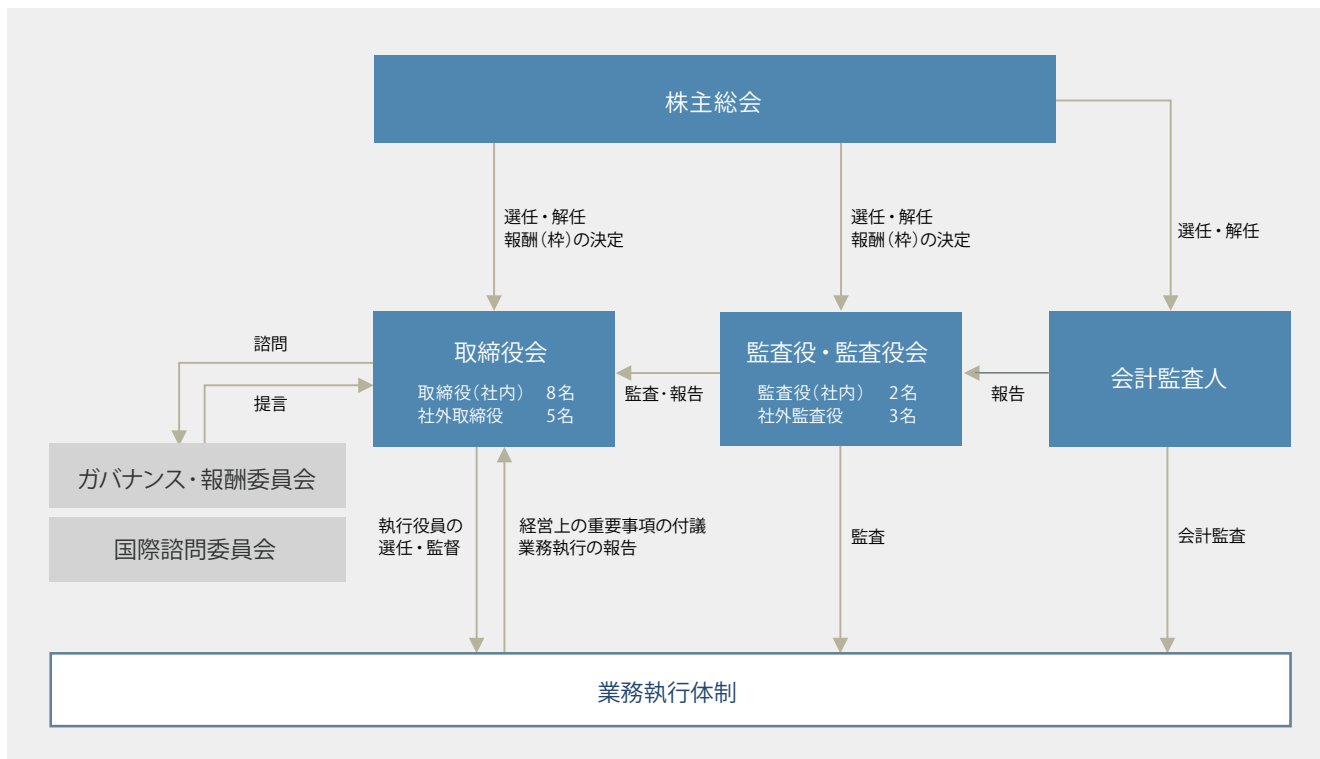 株主総会
選任・解任
報酬（枠）の決定
選任・解任
報酬（枠）の決定
選任・解任
諮問
提言
取締役会
取締役（社内） 8名
社外取締役 5名
監査・報告
監査役・監査役会
監査役（社内） 2名
社外監査役 3名
報告
会計監査人
ガバナンス・報酬委員会
国際諮問委員会
執行役員の
選任・監督
経営上の重要事項の付議
業務執行の報告
監査
会計監査
業務執行体制